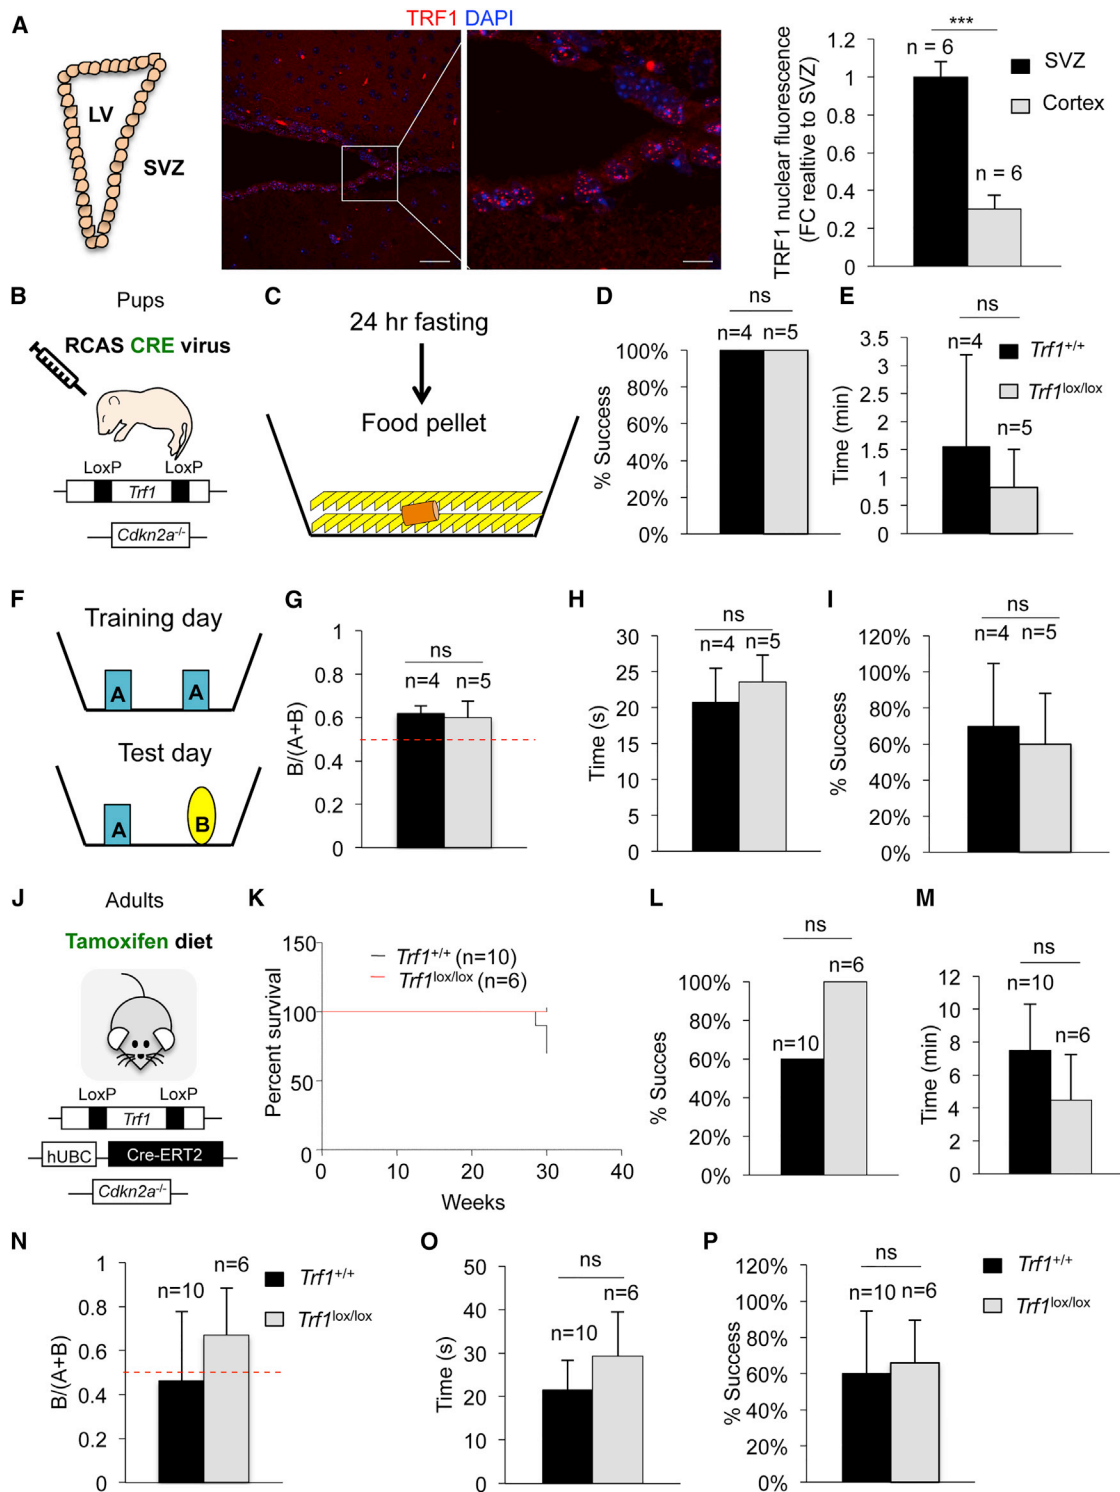 A
LV
SVZ
TRF1 DAPI
TRF1 nuclear fluorescence
(FC realtive to SVZ)
1.2
1
0.8
0.6
0.4
0.2
0
***
n = 6
n = 6
SVZ
Cortex
B
Pups
RCAS CRE virus
LoxP LoxP
Trf1
Cdkn2a-/-
C
24 hr fasting
Food pellet
D
ns
n=4 n=5
% Success
100%
80%
60%
40%
20%
0%
E
ns
n=4
n=5
Time (min)
3.5
3
2.5
2
1.5
1
0.5
0
Trf1+/+
Trf1lox/lox
F
Training day
A A
Test day
A B
G
B/(A+B)
1
0.8
0.6
0.4
0.2
0
ns
n=4 n=5
H
Time (s)
30
25
20
15
10
5
0
ns
n=4 n=5
I
% Success
120%
100%
80%
60%
40%
20%
0%
ns
n=4 n=5
J
Adults
Tamoxifen diet
LoxP LoxP
Trf1
hUBC Cre-ERT2
Cdkn2a-/-
K
Percent survival
150
100
50
0
0 10 20 30 40
Weeks
Trf1+/+ (n=10)
Trf1lox/lox (n=6)
L
% Succes
100%
80%
60%
40%
20%
0%
ns
n=6
n=10
M
Time (min)
12
10
8
6
4
2
0
ns
n=10
n=6
N
B/(A+B)
1
0.8
0.6
0.4
0.2
0
n=10
n=6
Trf1+/+
Trf1lox/lox
O
Time (s)
50
40
30
20
10
0
ns
n=6
n=10
P
% Success
120%
100%
80%
60%
40%
20%
0%
ns
n=10 n=6
Trf1+/+
Trf1lox/lox